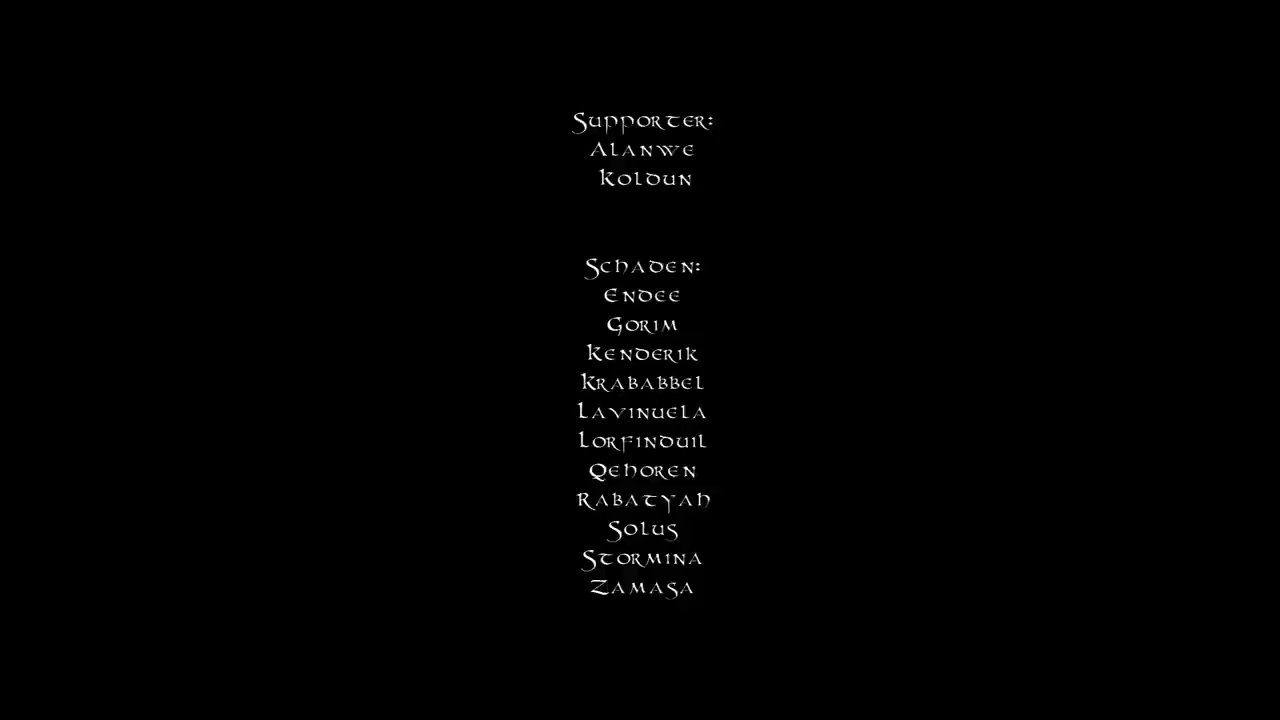 Supporter:
Alanwe
Koldun
Schaden:
Endee
Gorim
Kenderik
Krababbel
Lavinuela
Lorfinduil
Qehoren
Rabatyah
Solus
Stormina
Zamasa